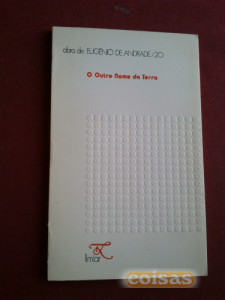 obra de EUGÉNIO DE ANDRADE/20
O Outro Nome da Terra
limiar
coisas